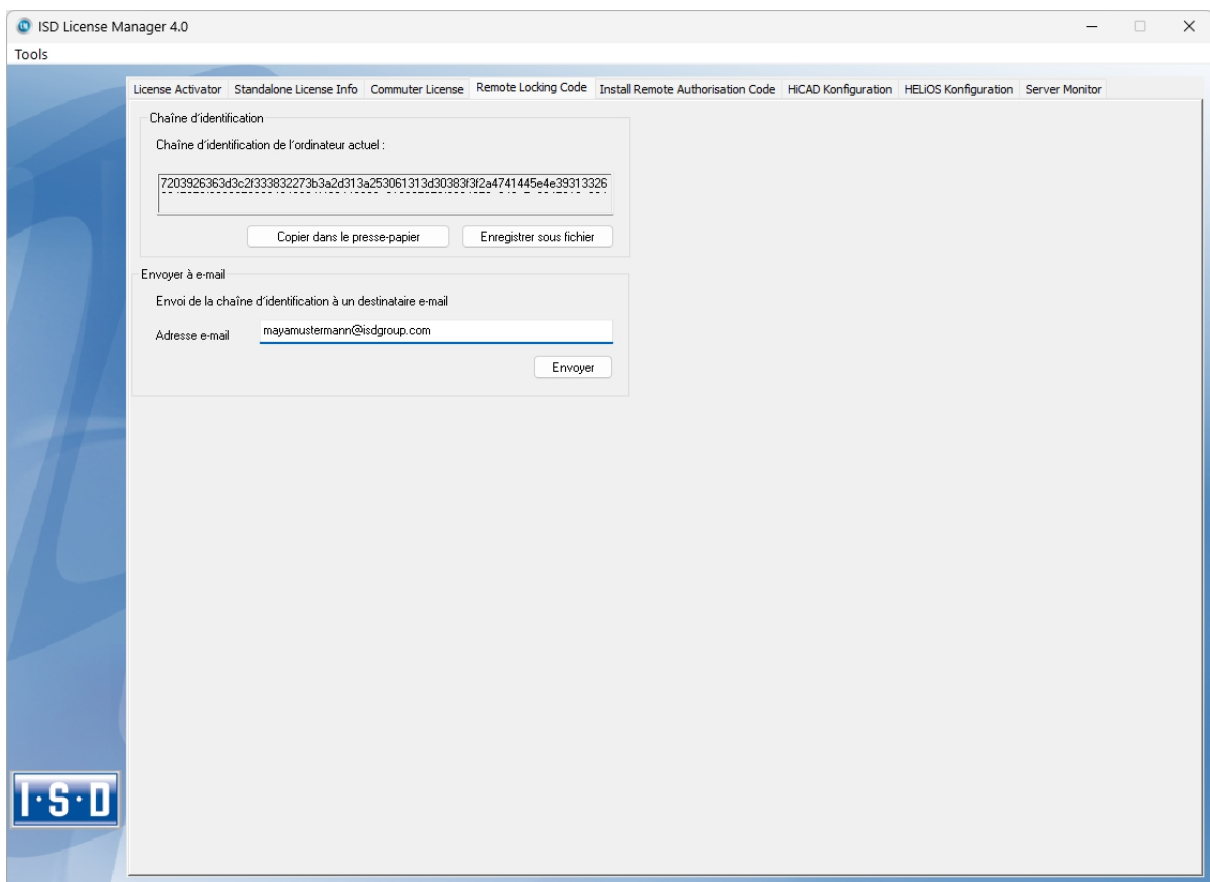 ISD License Manager 4.0
Tools
License Activator Standalone License Info Commuter License Remote Locking Code Install Remote Authorisation Code HiCAD Konfiguration HELiOS Konfiguration Server Monitor
Chaîne d´identification
Chaîne d´identification de l´ordinateur actuel :
7203926363d3c2f333832273b3a2d313a253061313d30383f3f2a4741445e4e39313326
Copier dans le presse-papier Enregistrer sous fichier
Envoyer à e-mail
Envoi de la chaîne d´identification à un destinataire e-mail
Adresse e-mail mayamustermann@isdgroup.com
Envoyer
I·S·D